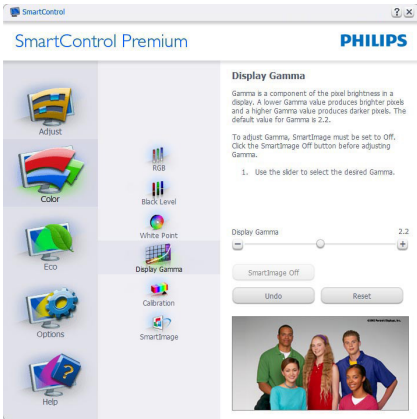 SmartControl
SmartControl Premium
PHILIPS
Adjust
Color
Eco
Options
Help
RGB
Black Level
White Point
Display Gamma
Calibration
SmartImage
Display Gamma
Gamma is a component of the pixel brightness in a
display. A lower Gamma value produces brighter pixels
and a higher Gamma value produces darker pixels. The
default value for Gamma is 2.2.
To adjust Gamma, SmartImage must be set to Off.
Click the SmartImage Off button before adjusting
Gamma.
1. Use the slider to select the desired Gamma.
Display Gamma 2.2
SmartImage Off
Undo Reset